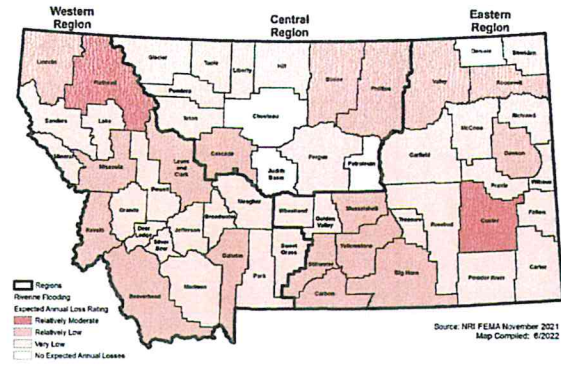 Western
Region
Central
Region
Eastern
Region
Lincoln
Flathead
Glacier
Toole
Liberty
Hill
Blaine
Phillips
Valley
Daniels
Sheridan
Roosevelt
Pondera
Teton
Chouteau
Sanders
Lake
Mineral
Missoula
Powell
Lewis
and
Clark
Cascade
Judith
Basin
Fergus
Petroleum
Garfield
McCone
Richland
Dawson
Prairie
Wibaux
Granite
Ravalli
Deer
Lodge
Silver
Bow
Jefferson
Broadwater
Meagher
Wheatland
Golden
Valley
Musselshell
Treasure
Rosebud
Custer
Fallon
Beaverhead
Madison
Gallatin
Park
Sweet
Grass
Stillwater
Yellowstone
Carbon
Big Horn
Powder River
Carter
Regions
Riverine Flooding
Expected Annual Loss Rating
Relatively Moderate
Relatively Low
Very Low
No Expected Annual Losses
Source: NRI FEMA November 2021
Map Compiled: 6/2022